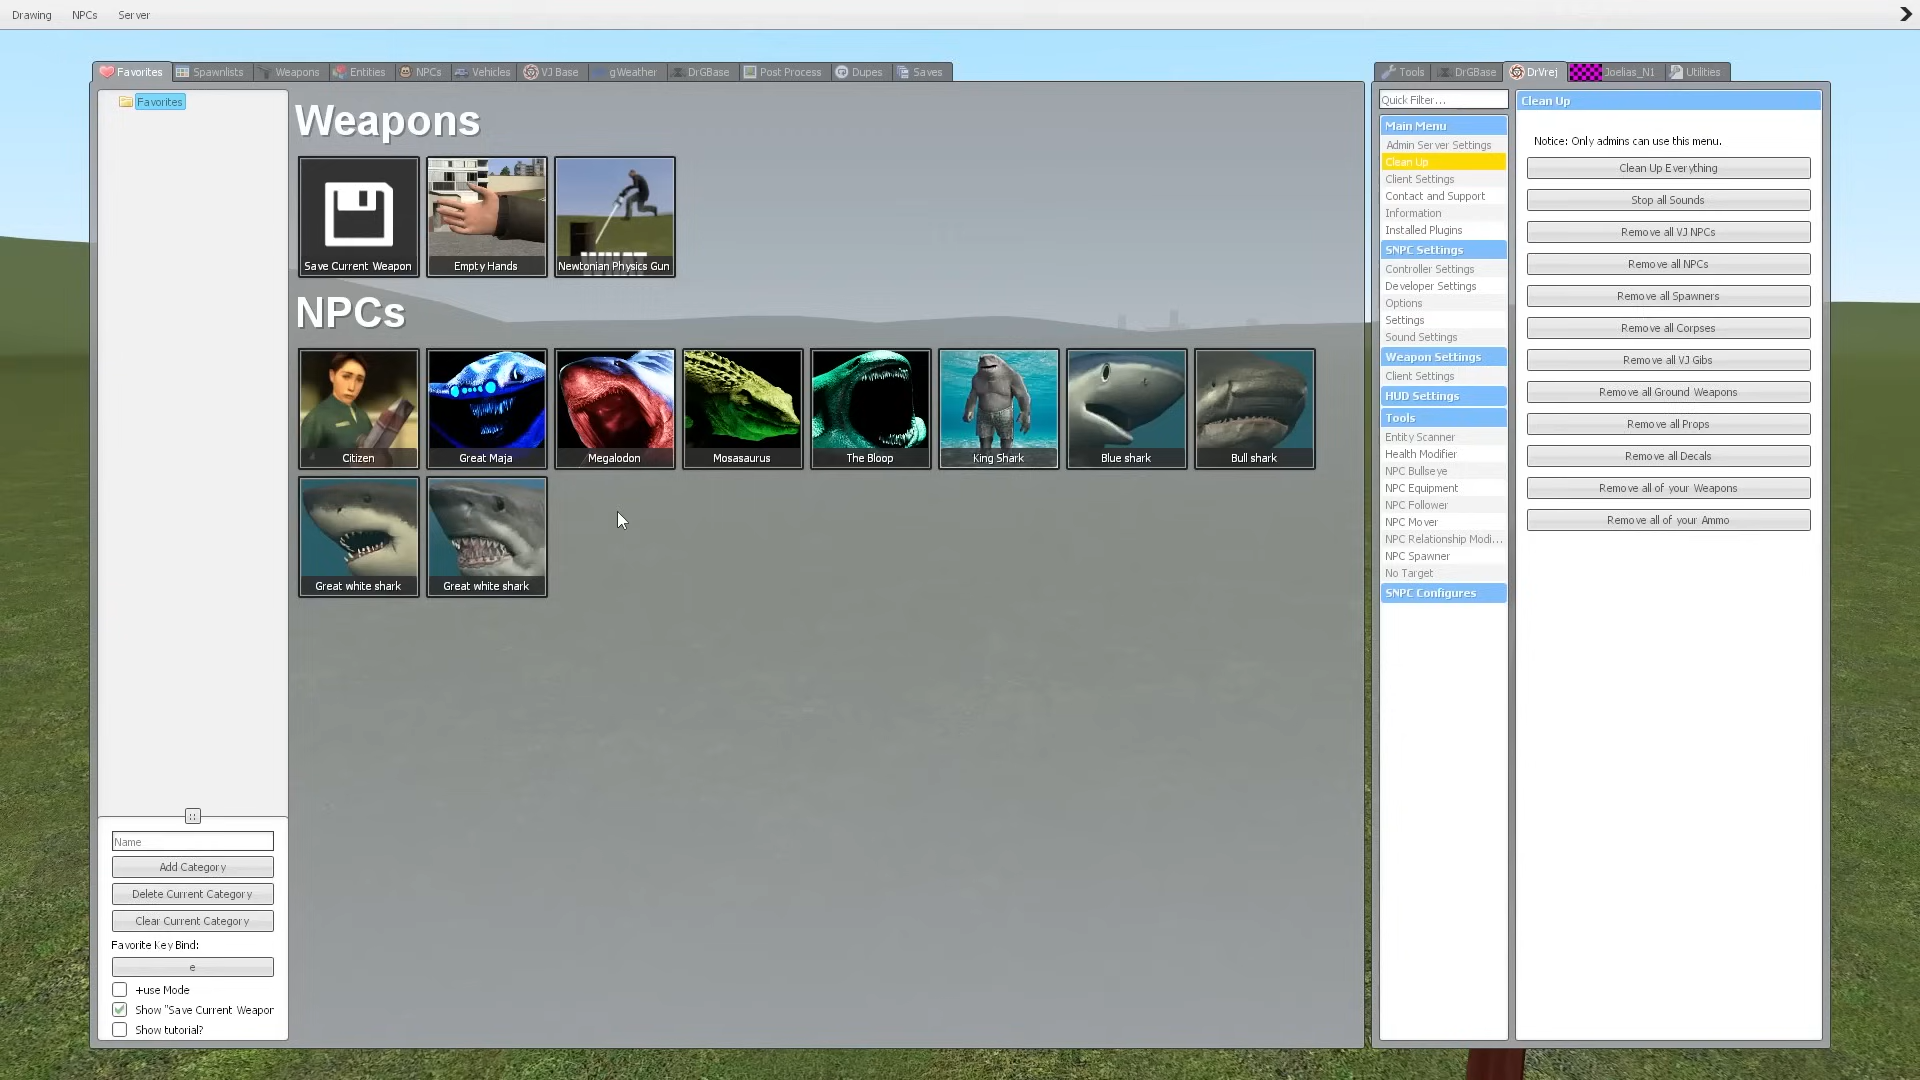 Drawing NPCs Server
Favorites Spawnlists Weapons Entities NPCs Vehicles VJ Base gWeather DrGBase Post Process Dupes Saves
Tools DrGBase DrVrej Joelias_N1 Utilities
Favorites
Name
Add Category
Delete Current Category
Clear Current Category
Favorite Key Bind:
e
+use Mode
Show "Save Current Weapor
Show tutorial?
Weapons
Save Current Weapon
Empty Hands
Newtonian Physics Gun
NPCs
Citizen
Great Maja
Megalodon
Mosasaurus
The Bloop
King Shark
Blue shark
Bull shark
Great white shark
Great white shark
Quick Filter...
Main Menu
Admin Server Settings
Clean Up
Client Settings
Contact and Support
Information
Installed Plugins
SNPC Settings
Controller Settings
Developer Settings
Options
Settings
Sound Settings
Weapon Settings
Client Settings
HUD Settings
Tools
Entity Scanner
Health Modifier
NPC Bullseye
NPC Equipment
NPC Follower
NPC Mover
NPC Relationship Modi...
NPC Spawner
No Target
SNPC Configures
Clean Up
Notice: Only admins can use this menu.
Clean Up Everything
Stop all Sounds
Remove all VJ NPCs
Remove all NPCs
Remove all Spawners
Remove all Corpses
Remove all VJ Gibs
Remove all Ground Weapons
Remove all Props
Remove all Decals
Remove all of your Weapons
Remove all of your Ammo